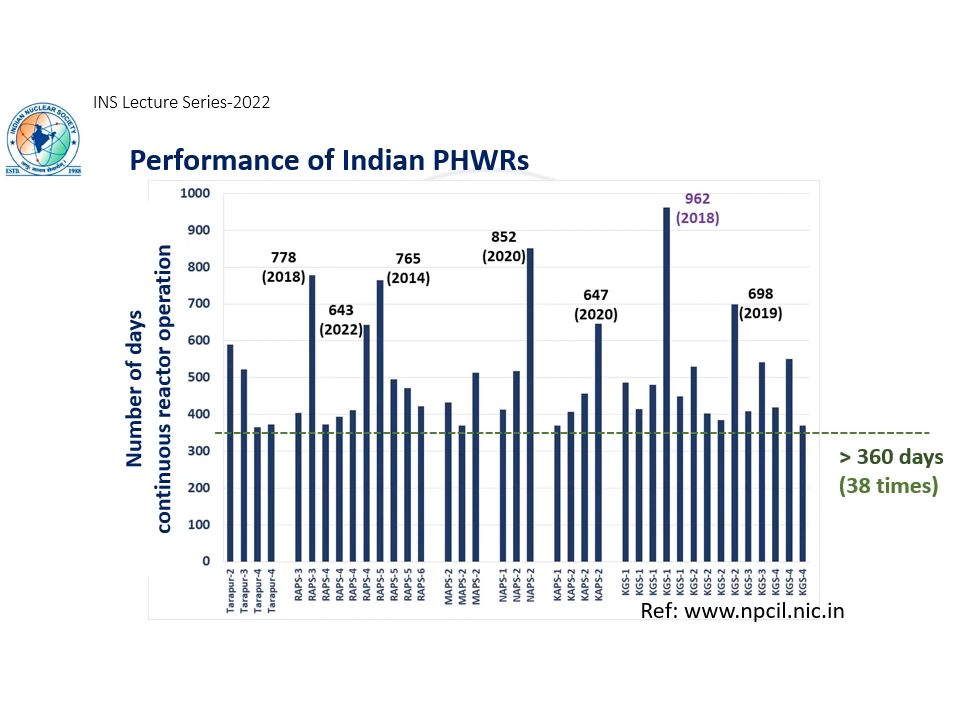 INS Lecture Series-2022
INDIAN NUCLEAR SOCIETY
ESTD. 1988
Performance of Indian PHWRs
Number of days
continuous reactor operation
1000
900
800
700
600
500
400
300
200
100
0
778
(2018)
643
(2022)
765
(2014)
852
(2020)
647
(2020)
962
(2018)
698
(2019)
> 360 days
(38 times)
Tarapur-2
Tarapur-3
Tarapur-4
Tarapur-4
RAPS-3
RAPS-3
RAPS-4
RAPS-4
RAPS-4
RAPS-4
RAPS-5
RAPS-5
RAPS-5
RAPS-6
MAPS-2
MAPS-2
MAPS-2
NAPS-1
NAPS-2
NAPS-2
KAPS-1
KAPS-2
KAPS-2
KAPS-2
KGS-1
KGS-1
KGS-1
KGS-1
KGS-1
KGS-2
KGS-2
KGS-2
KGS-2
KGS-3
KGS-3
KGS-4
KGS-4
KGS-4
Ref: www.npcil.nic.in